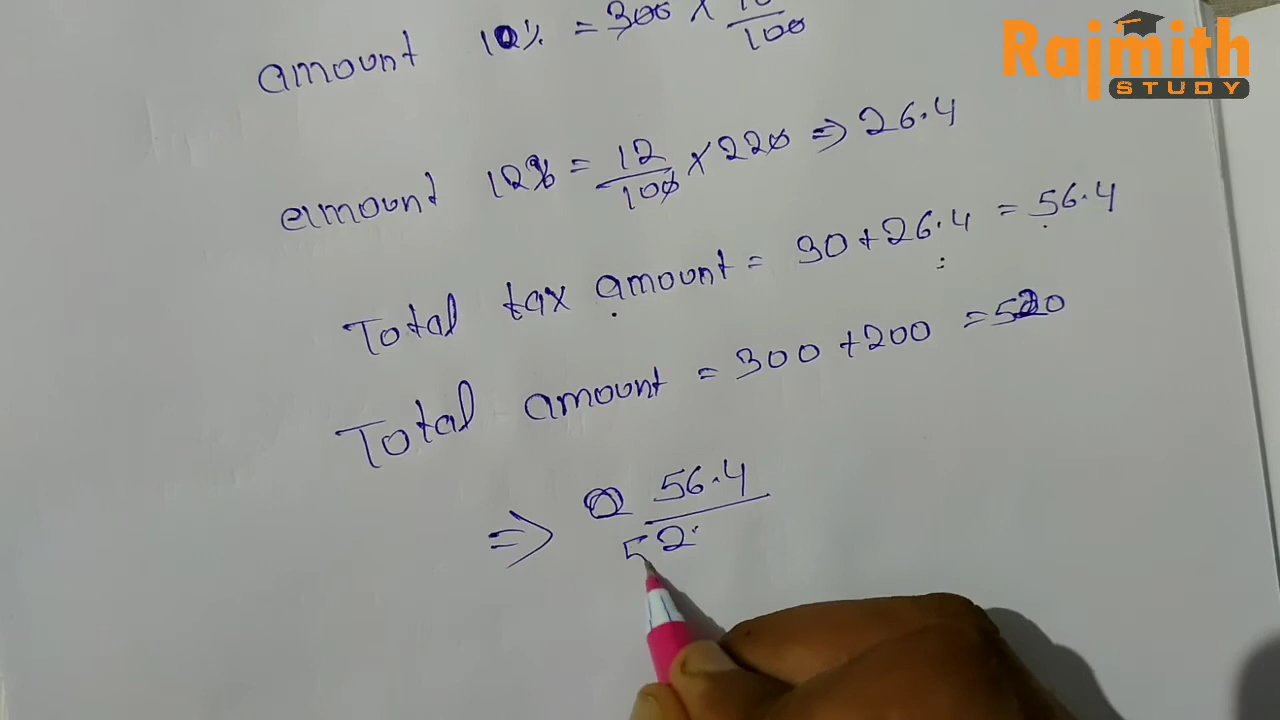 Rajmith
STUDY
amount 10% = 300 × 10/100
amount 12% = 12/100 × 220 ⇒ 26.4
Total tax amount = 30 + 26.4 = 56.4
Total amount = 300 + 200 = 520
⇒ 56.4
52